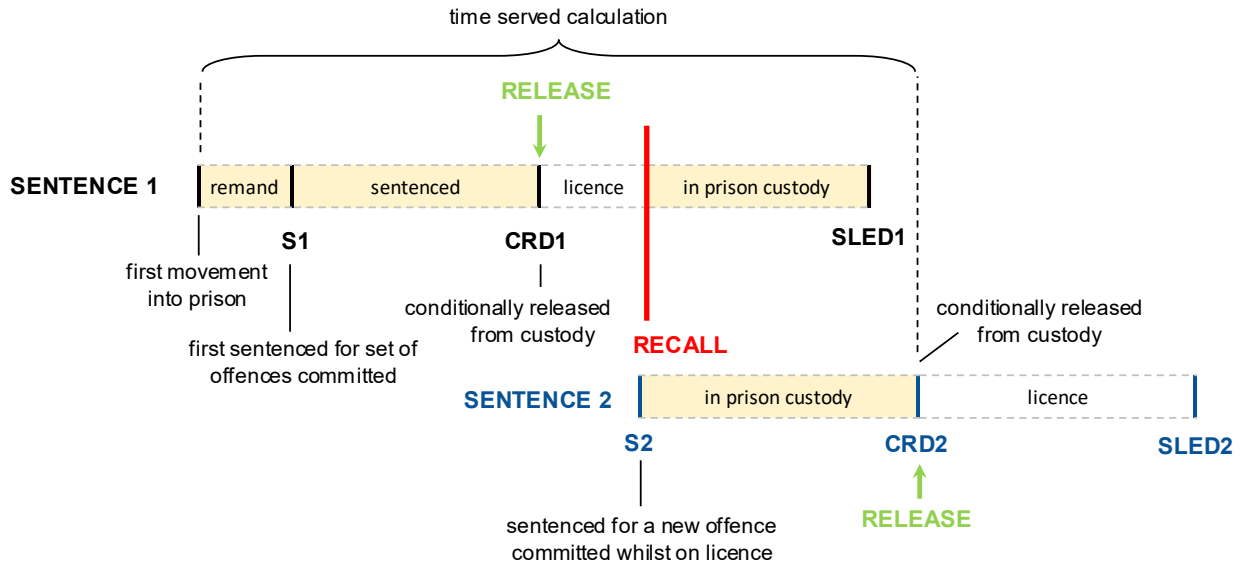 time served calculation
RELEASE
SENTENCE 1
remand
sentenced
licence
in prison custody
S1
CRD1
SLED1
first movement
into prison
conditionally released
from custody
conditionally released
from custody
first sentenced for set of
offences committed
RECALL
SENTENCE 2
in prison custody
licence
S2
CRD2
SLED2
RELEASE
sentenced for a new offence
committed whilst on licence